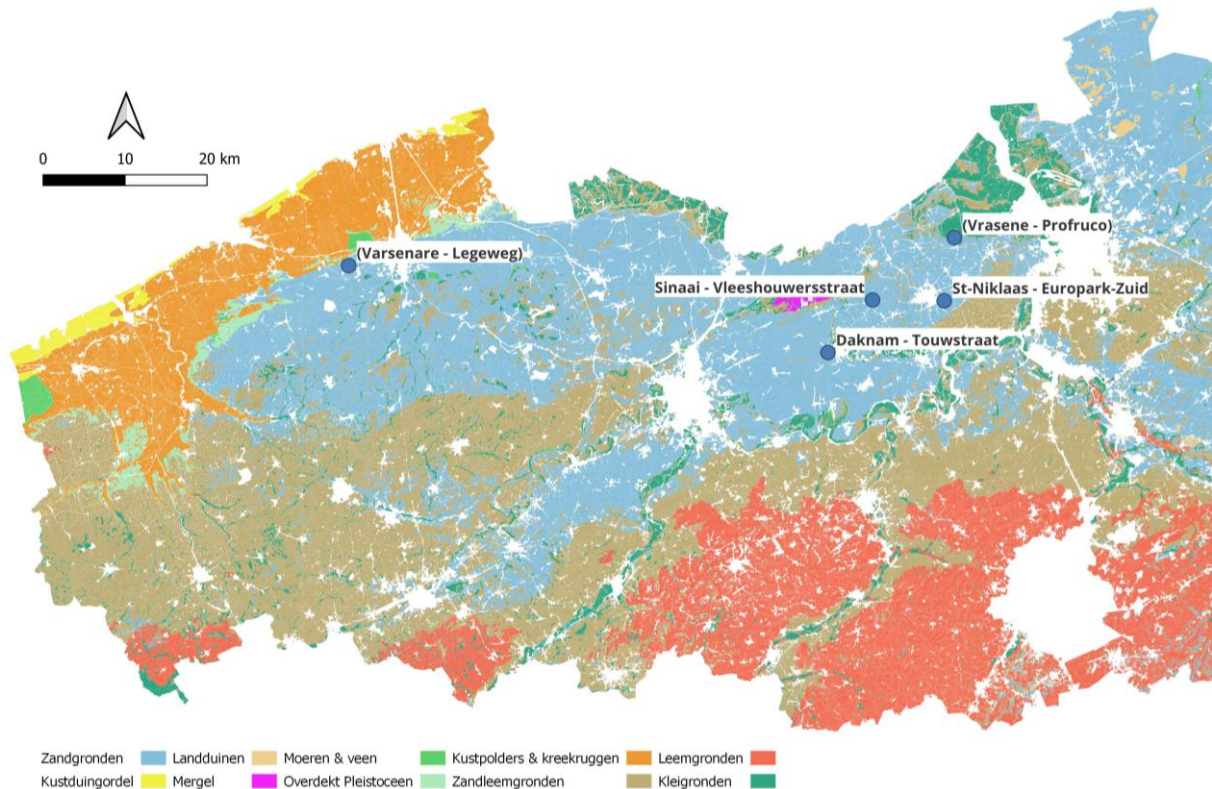 0 10 20 km
(Varsenare - Legeweg)
(Vrasene - Profruco)
Sinaai - Vleeshouwersstraat
St-Niklaas - Europark-Zuid
Daknam - Touwstraat
Zandgronden Landduinen Moeren & veen Kustpolders & kreekruggen Leemgronden
Kustduingordel Mergel Overdekt Pleistoceen Zandleemgronden Kleigronden